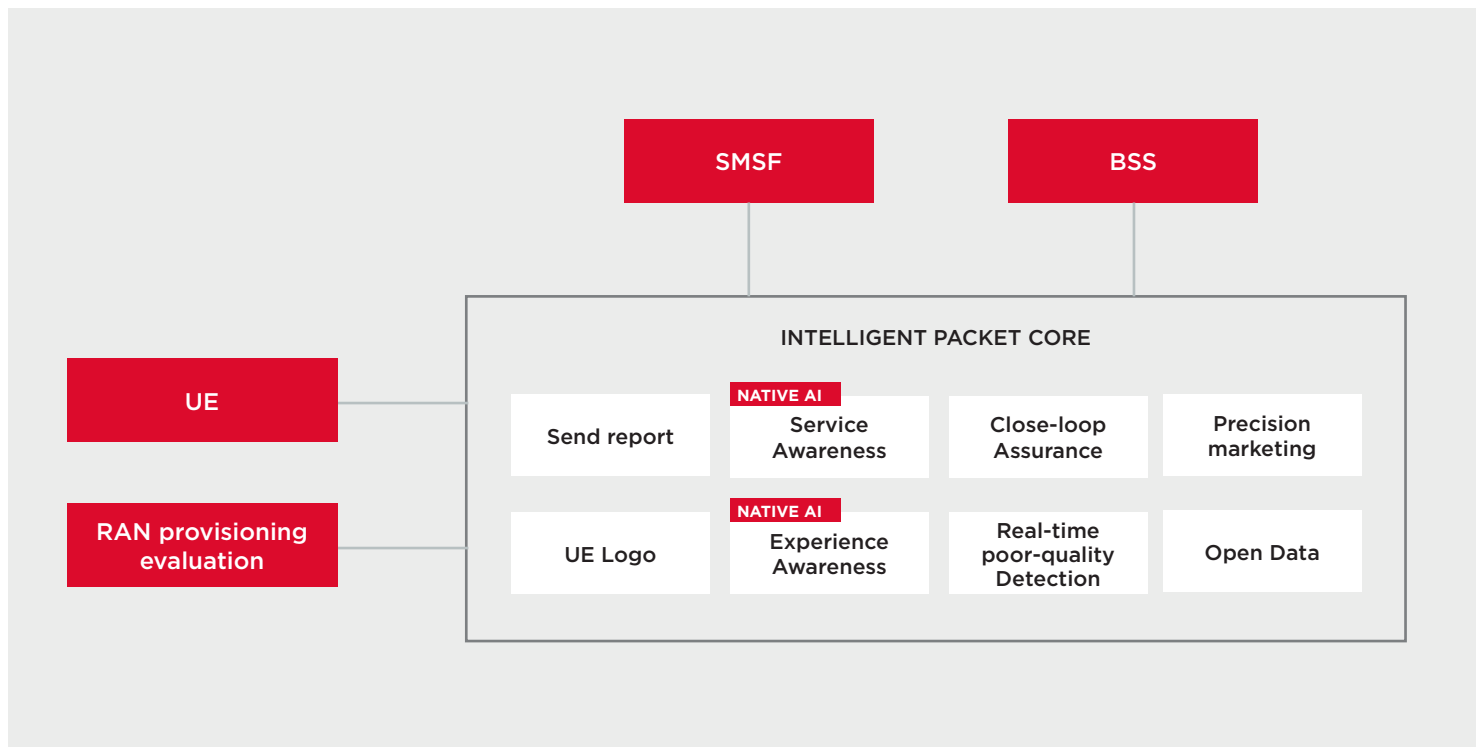 SMSF
BSS
INTELLIGENT PACKET CORE
UE
RAN provisioning
evaluation
Send report
NATIVE AI
Service
Awareness
Close-loop
Assurance
Precision
marketing
UE Logo
NATIVE AI
Experience
Awareness
Real-time
poor-quality
Detection
Open Data